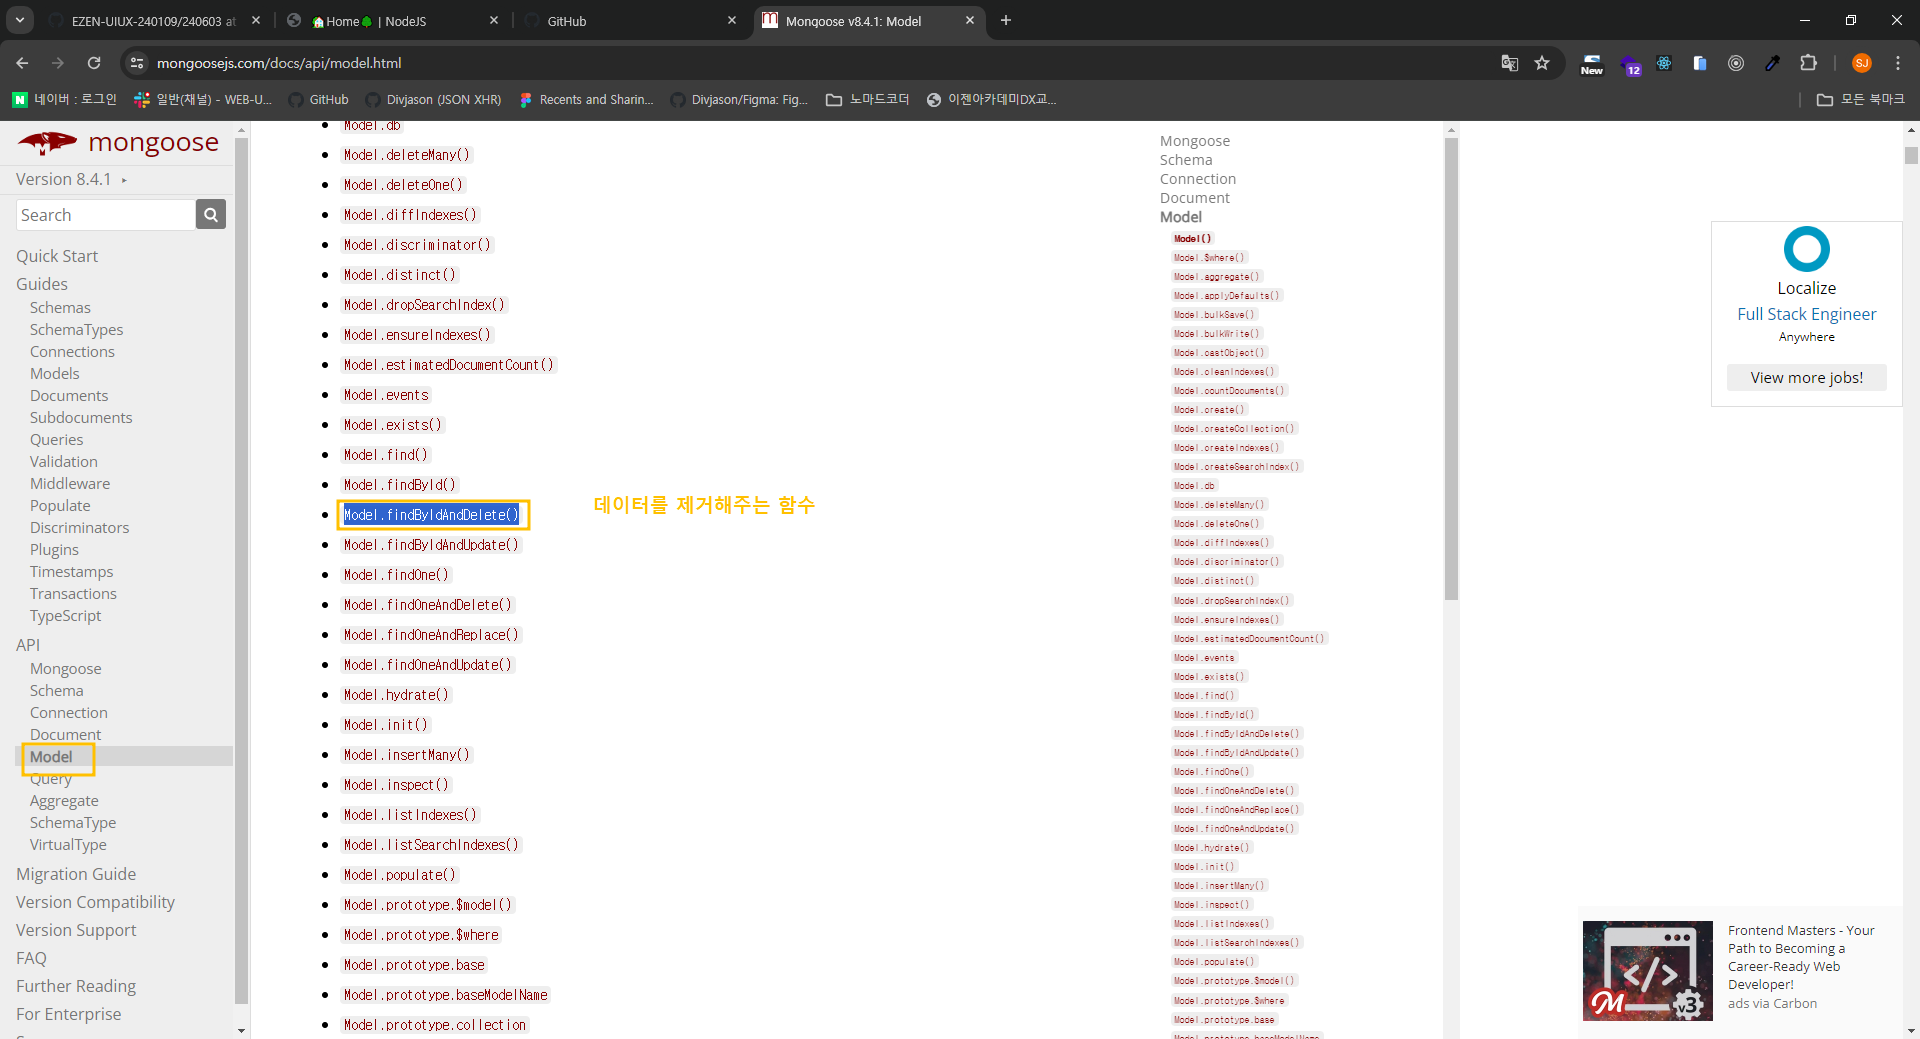 EZEN-UIUX-240109/240603 at
🏠Home🌲 | NodeJS
GitHub
Mongoose v8.4.1: Model
mongoosejs.com/docs/api/model.html
New
12
SJ
네이버 : 로그인
일반(채널) - WEB-U...
GitHub
Divjason (JSON XHR)
Recents and Sharin...
Divjason/Figma: Fig...
노마드코더
이젠아카데미DX교...
모든 북마크
mongoose
Version 8.4.1
Search
Quick Start
Guides
Schemas
SchemaTypes
Connections
Models
Documents
Subdocuments
Queries
Validation
Middleware
Populate
Discriminators
Plugins
Timestamps
Transactions
TypeScript
API
Mongoose
Schema
Connection
Document
Model
Query
Aggregate
SchemaType
VirtualType
Migration Guide
Version Compatibility
Version Support
FAQ
Further Reading
For Enterprise
Model.db
Model.deleteMany()
Model.deleteOne()
Model.diffIndexes()
Model.discriminator()
Model.distinct()
Model.dropSearchIndex()
Model.ensureIndexes()
Model.estimatedDocumentCount()
Model.events
Model.exists()
Model.find()
Model.findById()
Model.findByIdAndDelete()
데이터를 제거해주는 함수
Model.findByIdAndUpdate()
Model.findOne()
Model.findOneAndDelete()
Model.findOneAndReplace()
Model.findOneAndUpdate()
Model.hydrate()
Model.init()
Model.insertMany()
Model.inspect()
Model.listIndexes()
Model.listSearchIndexes()
Model.populate()
Model.prototype.$model()
Model.prototype.$where
Model.prototype.base
Model.prototype.baseModelName
Model.prototype.collection
Mongoose
Schema
Connection
Document
Model
Model()
Model.$where()
Model.aggregate()
Model.applyDefaults()
Model.bulkSave()
Model.bulkWrite()
Model.castObject()
Model.cleanIndexes()
Model.countDocuments()
Model.create()
Model.createCollection()
Model.createIndexes()
Model.createSearchIndex()
Model.db
Model.deleteMany()
Model.deleteOne()
Model.diffIndexes()
Model.discriminator()
Model.distinct()
Model.dropSearchIndex()
Model.ensureIndexes()
Model.estimatedDocumentCount()
Model.events
Model.exists()
Model.find()
Model.findById()
Model.findByIdAndDelete()
Model.findByIdAndUpdate()
Model.findOne()
Model.findOneAndDelete()
Model.findOneAndReplace()
Model.findOneAndUpdate()
Model.hydrate()
Model.init()
Model.insertMany()
Model.inspect()
Model.listIndexes()
Model.listSearchIndexes()
Model.populate()
Model.prototype.$model()
Model.prototype.$where
Model.prototype.base
Model.prototype.baseModelName
Localize
Full Stack Engineer
Anywhere
View more jobs!
</>
M
v3
Frontend Masters - Your
Path to Becoming a
Career-Ready Web
Developer!
ads via Carbon